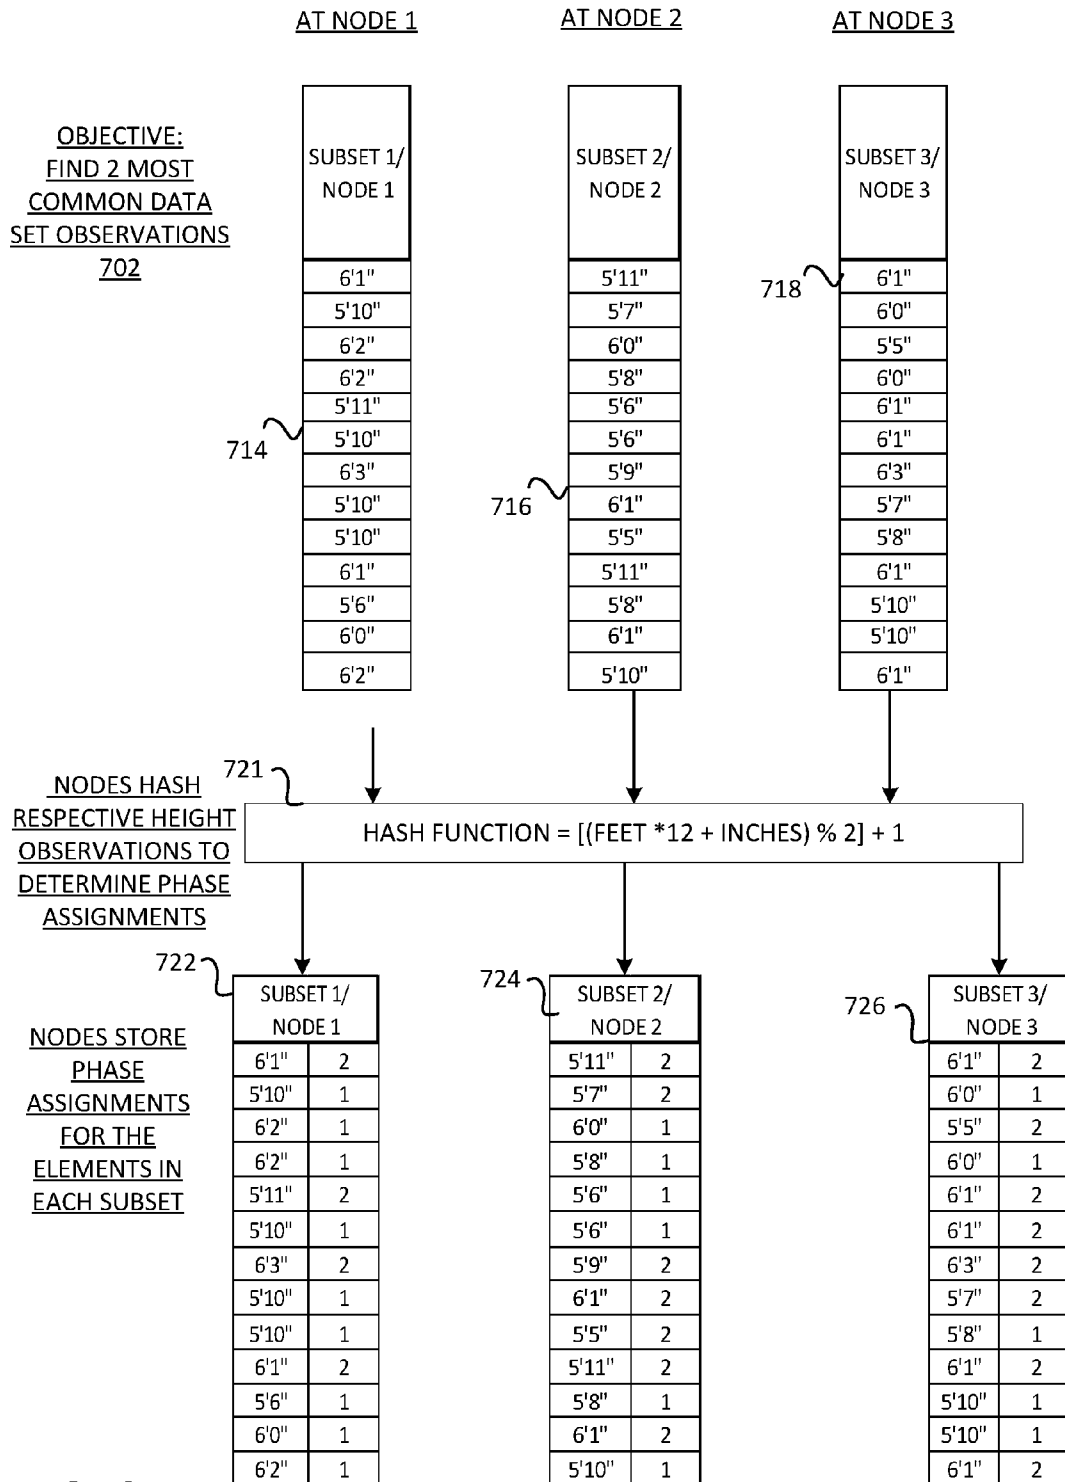 AT NODE 1
AT NODE 2
AT NODE 3
OBJECTIVE:
FIND 2 MOST
COMMON DATA
SET OBSERVATIONS
702
SUBSET 1/
NODE 1
SUBSET 2/
NODE 2
SUBSET 3/
NODE 3
6'1" 5'11" 6'1"
5'10" 5'7" 6'0"
6'2" 6'0" 5'5"
6'2" 5'8" 6'0"
5'11" 5'6" 6'1"
5'10" 5'6" 6'1"
6'3" 5'9" 6'3"
5'10" 6'1" 5'7"
5'10" 5'5" 5'8"
6'1" 5'11" 6'1"
5'6" 5'8" 5'10"
6'0" 6'1" 5'10"
6'2" 5'10" 6'1"
714
716
718
721
NODES HASH
RESPECTIVE HEIGHT
OBSERVATIONS TO
DETERMINE PHASE
ASSIGNMENTS
HASH FUNCTION = [(FEET *12 + INCHES) % 2] + 1
722
724
726
NODES STORE
PHASE
ASSIGNMENTS
FOR THE
ELEMENTS IN
EACH SUBSET
SUBSET 1/
NODE 1
SUBSET 2/
NODE 2
SUBSET 3/
NODE 3
6'1" 2 5'11" 2 6'1" 2
5'10" 1 5'7" 2 6'0" 1
6'2" 1 6'0" 1 5'5" 2
6'2" 1 5'8" 1 6'0" 1
5'11" 2 5'6" 1 6'1" 2
5'10" 1 5'6" 1 6'1" 2
6'3" 2 5'9" 2 6'3" 2
5'10" 1 6'1" 2 5'7" 2
5'10" 1 5'5" 2 5'8" 1
6'1" 2 5'11" 2 6'1" 2
5'6" 1 5'8" 1 5'10" 1
6'0" 1 6'1" 2 5'10" 1
6'2" 1 5'10" 1 6'1" 2